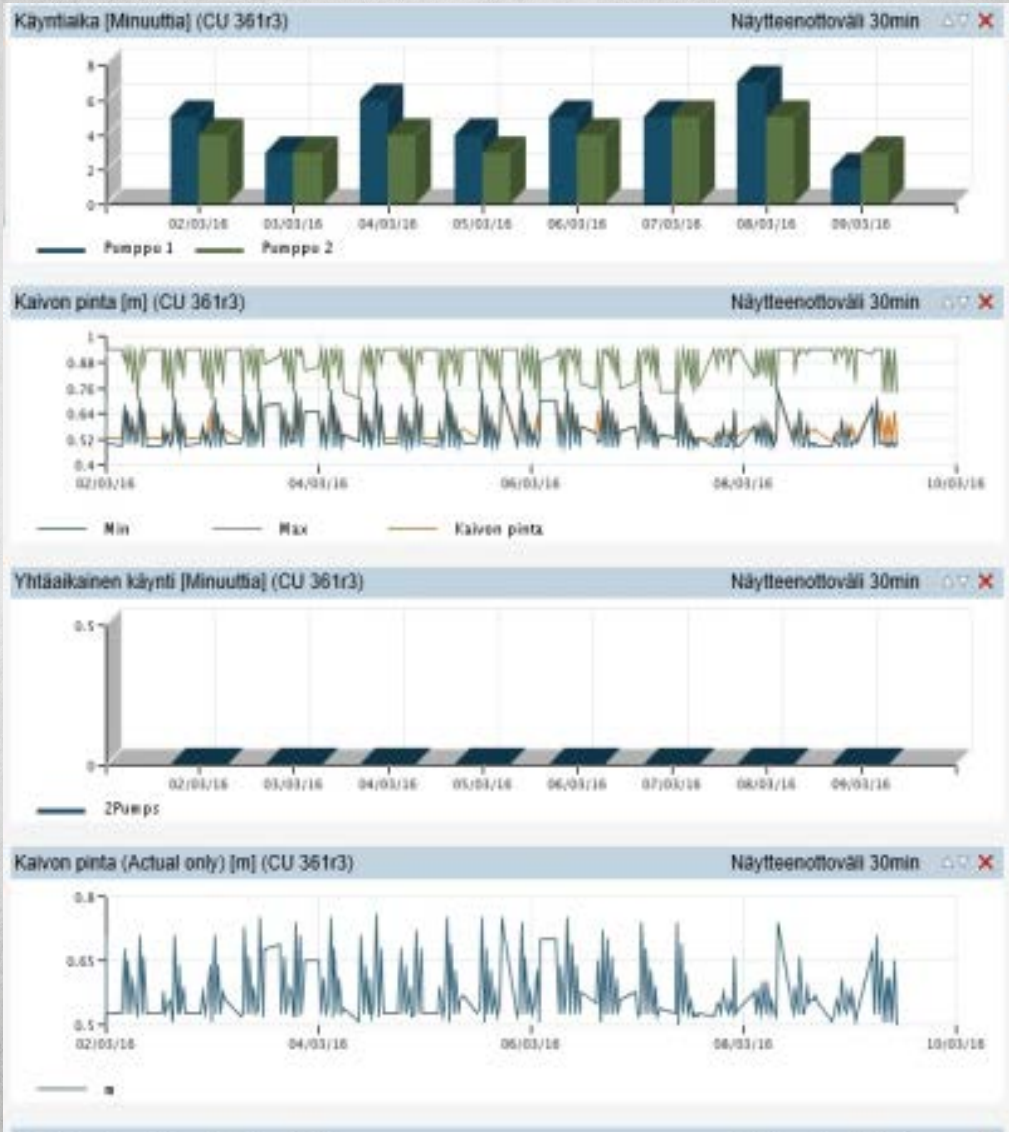 Käyntiaika [Minuuttia] (CU 361r3) Näytteenottoväli 30min
8
6
4
2
0
02/03/16 03/03/16 04/03/16 05/03/16 06/03/16 07/03/16 08/03/16 09/03/16
Pumppu 1 Pumppu 2
Kaivon pinta [m] (CU 361r3) Näytteenottoväli 30min
1
0.88
0.76
0.64
0.52
0.4
02/03/16 04/03/16 06/03/16 08/03/16 10/03/16
Min Max Kaivon pinta
Yhtäaikainen käynti [Minuuttia] (CU 361r3) Näytteenottoväli 30min
0.5
0
02/03/16 03/03/16 04/03/16 05/03/16 06/03/16 07/03/16 08/03/16 09/03/16
2Pumps
Kaivon pinta (Actual only) [m] (CU 361r3) Näytteenottoväli 30min
0.8
0.65
0.5
02/03/16 04/03/16 06/03/16 08/03/16 10/03/16
m